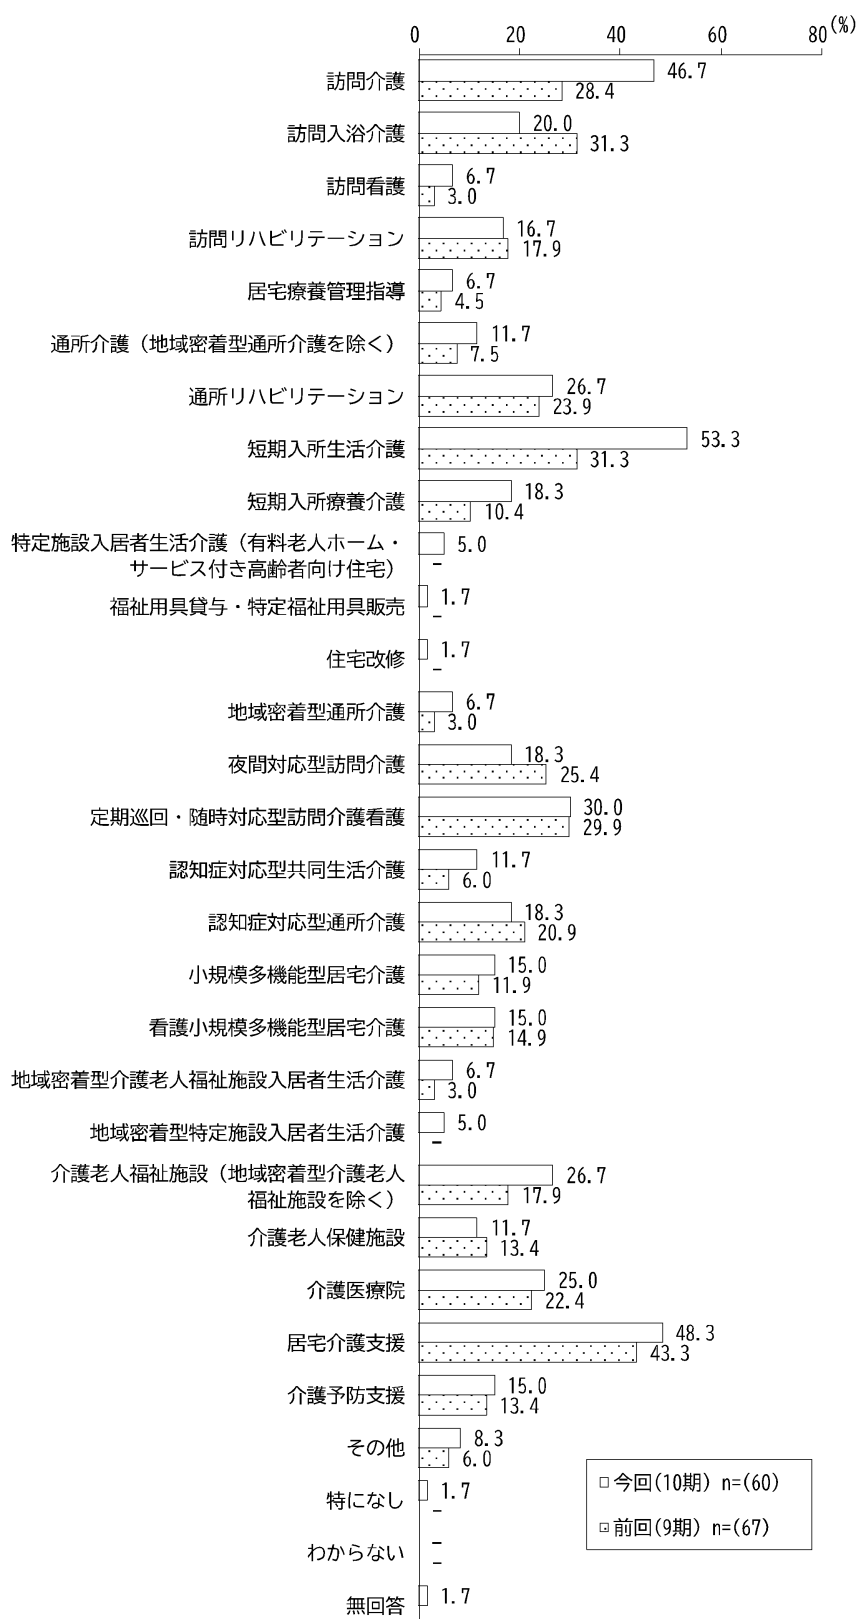 0 20 40 60 80 (%)
訪問介護 46.7
28.4
訪問入浴介護 20.0
31.3
訪問看護 6.7
3.0
訪問リハビリテーション 16.7
17.9
居宅療養管理指導 6.7
4.5
通所介護（地域密着型通所介護を除く） 11.7
7.5
通所リハビリテーション 26.7
23.9
短期入所生活介護 53.3
31.3
短期入所療養介護 18.3
10.4
特定施設入居者生活介護（有料老人ホーム・ 5.0
サービス付き高齢者向け住宅） –
福祉用具貸与・特定福祉用具販売 1.7
–
住宅改修 1.7
–
地域密着型通所介護 6.7
3.0
夜間対応型訪問介護 18.3
25.4
定期巡回・随時対応型訪問介護看護 30.0
29.9
認知症対応型共同生活介護 11.7
6.0
認知症対応型通所介護 18.3
20.9
小規模多機能型居宅介護 15.0
11.9
看護小規模多機能型居宅介護 15.0
14.9
地域密着型介護老人福祉施設入居者生活介護 6.7
3.0
地域密着型特定施設入居者生活介護 5.0
–
介護老人福祉施設（地域密着型介護老人 26.7
福祉施設を除く） 17.9
介護老人保健施設 11.7
13.4
介護医療院 25.0
22.4
居宅介護支援 48.3
43.3
介護予防支援 15.0
13.4
その他 8.3
6.0
特になし 1.7
–
わからない –
–
無回答 1.7
今回(10期) n=(60)
前回(9期) n=(67)